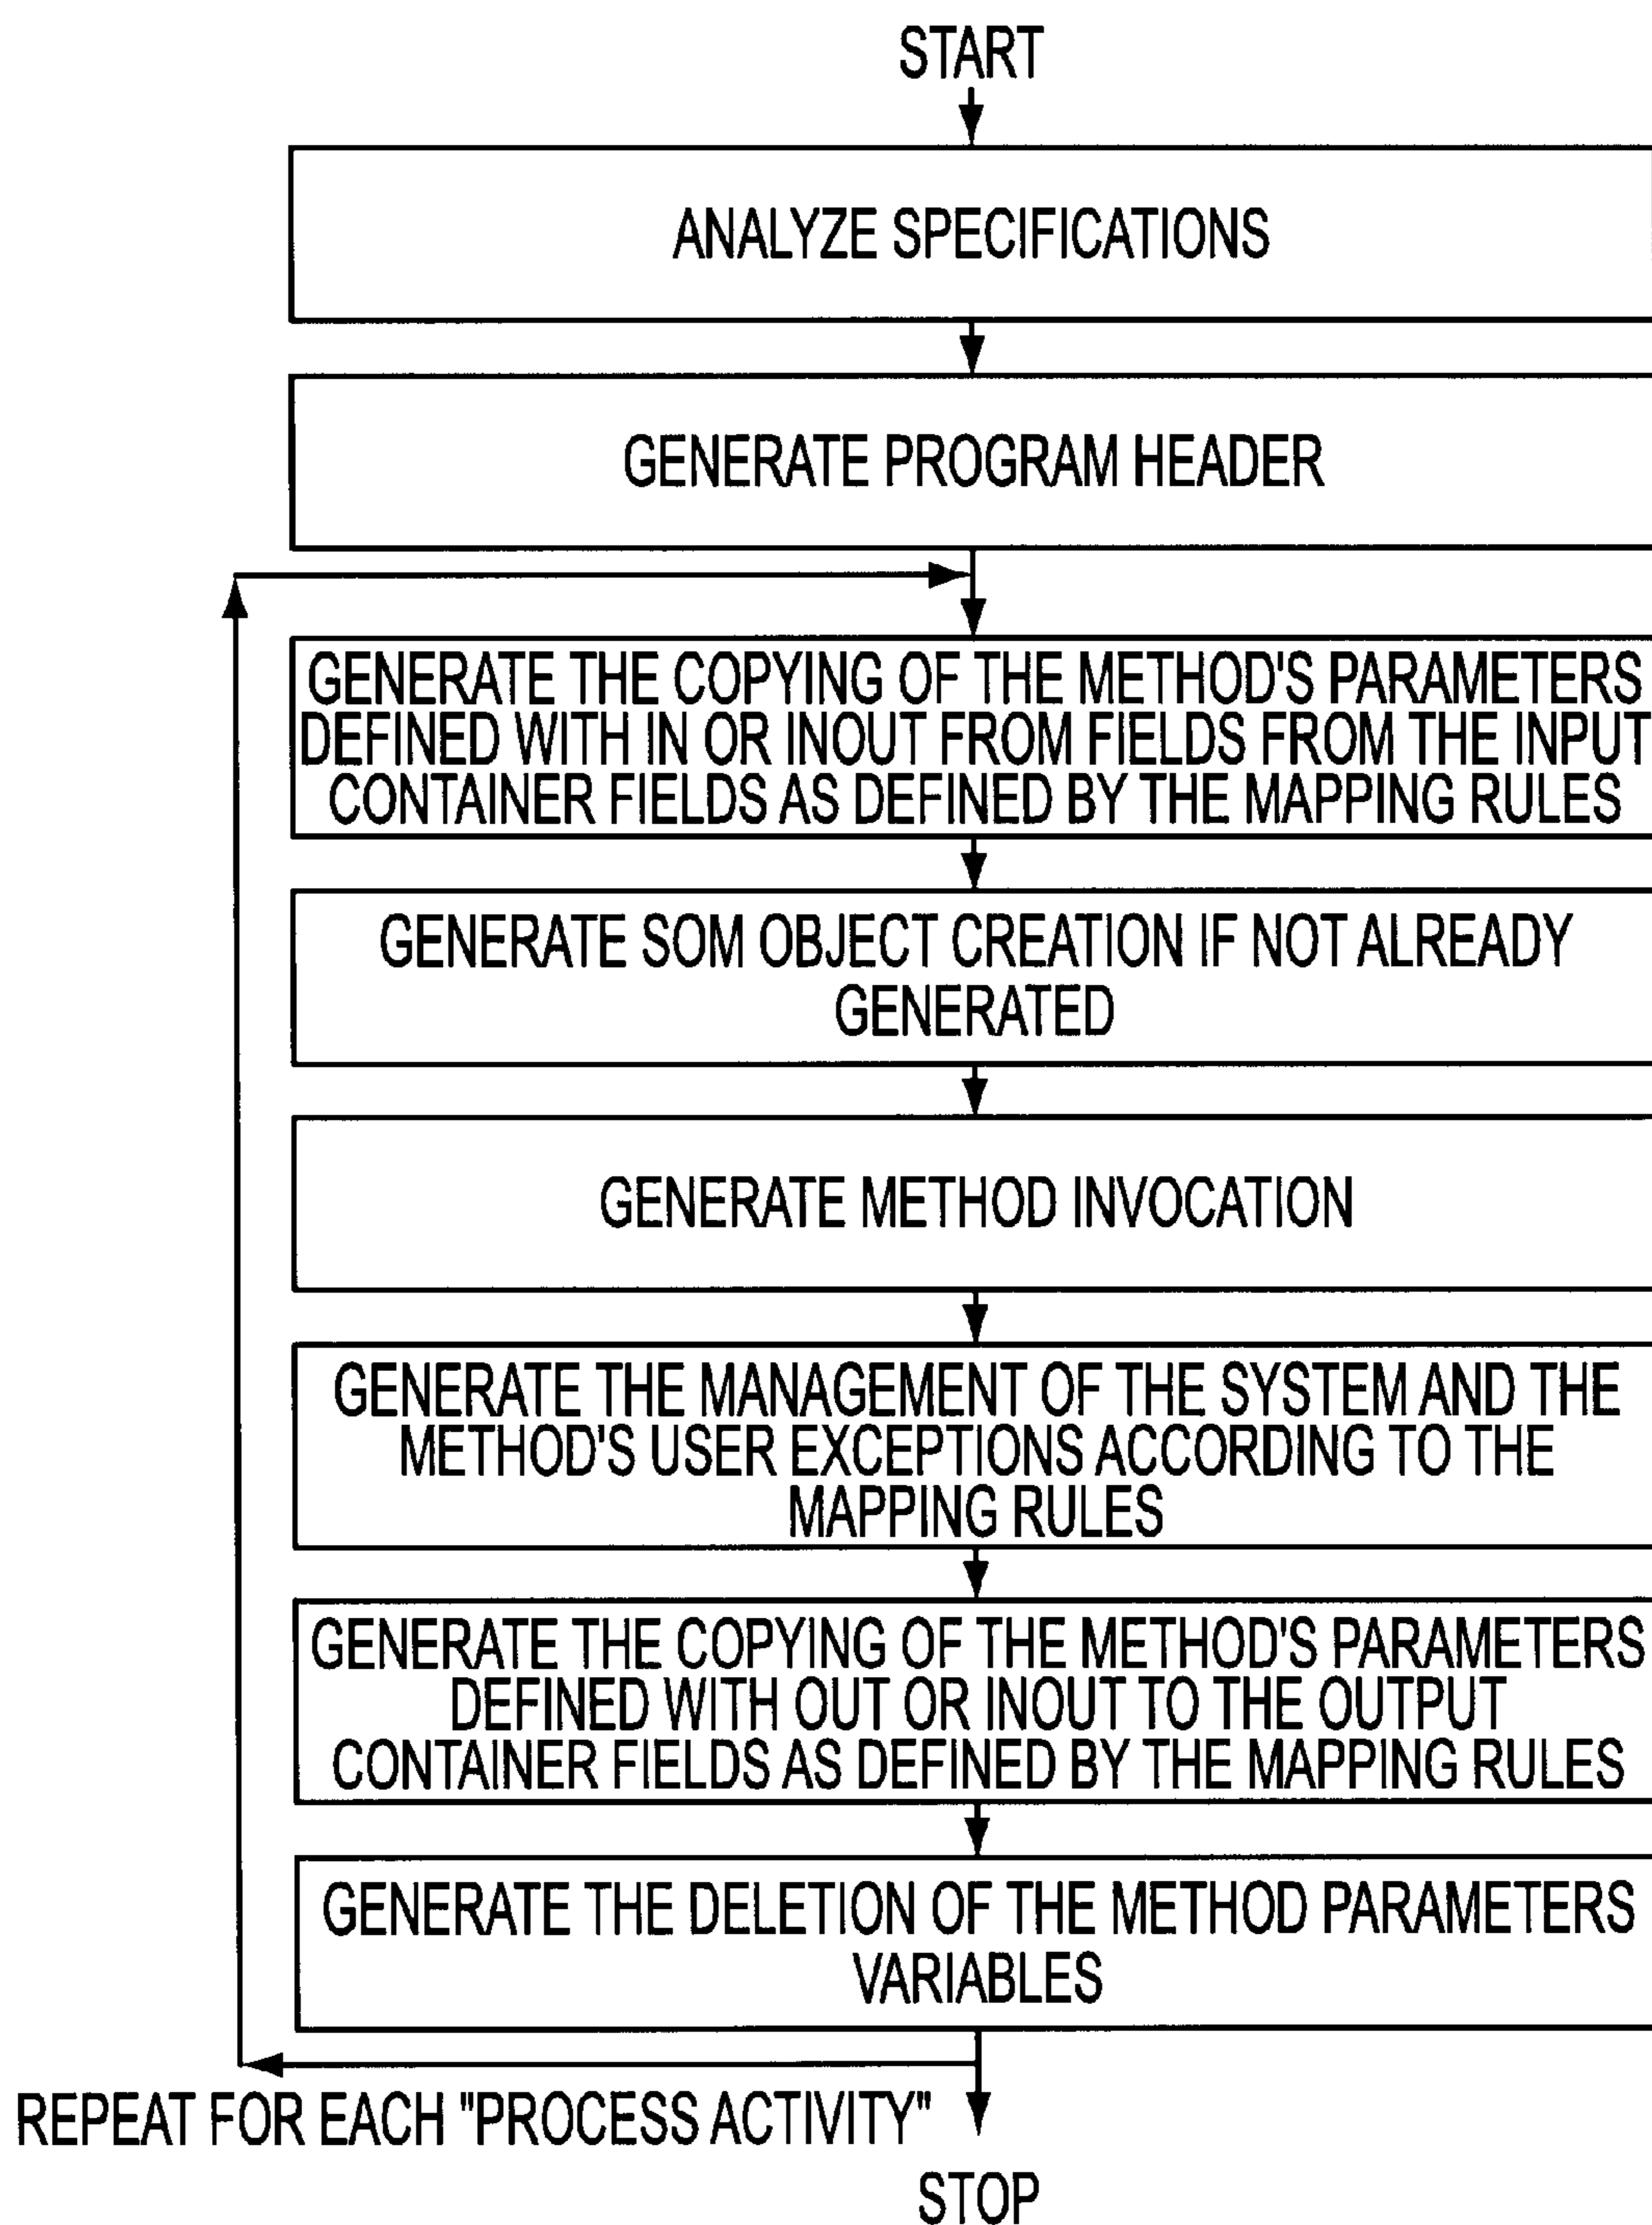 START
ANALYZE SPECIFICATIONS
GENERATE PROGRAM HEADER
GENERATE THE COPYING OF THE METHOD'S PARAMETERS
DEFINED WITH IN OR INOUT FROM FIELDS FROM THE INPUT
CONTAINER FIELDS AS DEFINED BY THE MAPPING RULES
GENERATE SOM OBJECT CREATION IF NOT ALREADY
GENERATED
GENERATE METHOD INVOCATION
GENERATE THE MANAGEMENT OF THE SYSTEM AND THE
METHOD'S USER EXCEPTIONS ACCORDING TO THE
MAPPING RULES
GENERATE THE COPYING OF THE METHOD'S PARAMETERS
DEFINED WITH OUT OR INOUT TO THE OUTPUT
CONTAINER FIELDS AS DEFINED BY THE MAPPING RULES
GENERATE THE DELETION OF THE METHOD PARAMETERS
VARIABLES
REPEAT FOR EACH "PROCESS ACTIVITY"
STOP